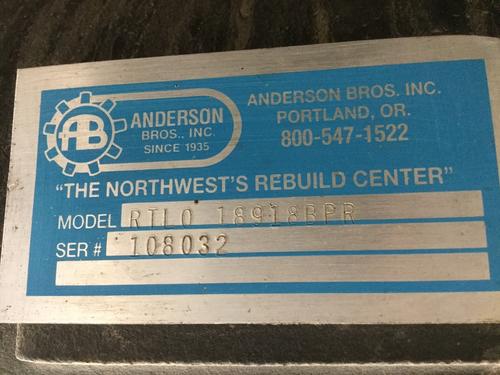 AB
ANDERSON
BROS., INC.
SINCE 1935
ANDERSON BROS. INC.
PORTLAND, OR.
800-547-1522
"THE NORTHWEST'S REBUILD CENTER"
MODEL RTLO 18918BPR
SER # 108032